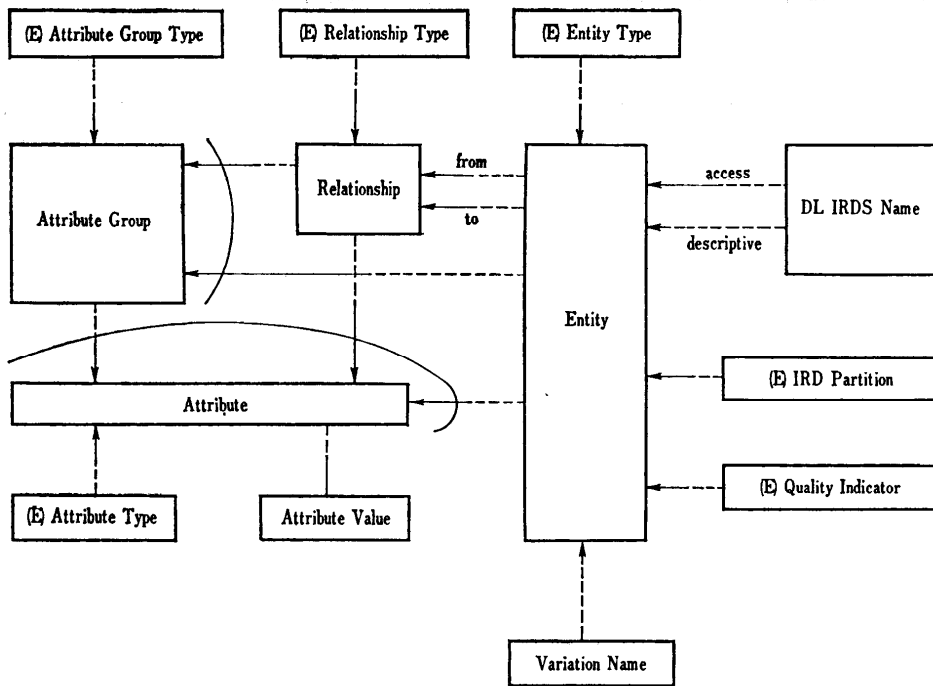 (E) Attribute Group Type
(E) Relationship Type
(E) Entity Type
from
access
Relationship
DL IRDS Name
Attribute Group
to
descriptive
Entity
(E) IRD Partition
Attribute
(E) Quality Indicator
(E) Attribute Type
Attribute Value
Variation Name